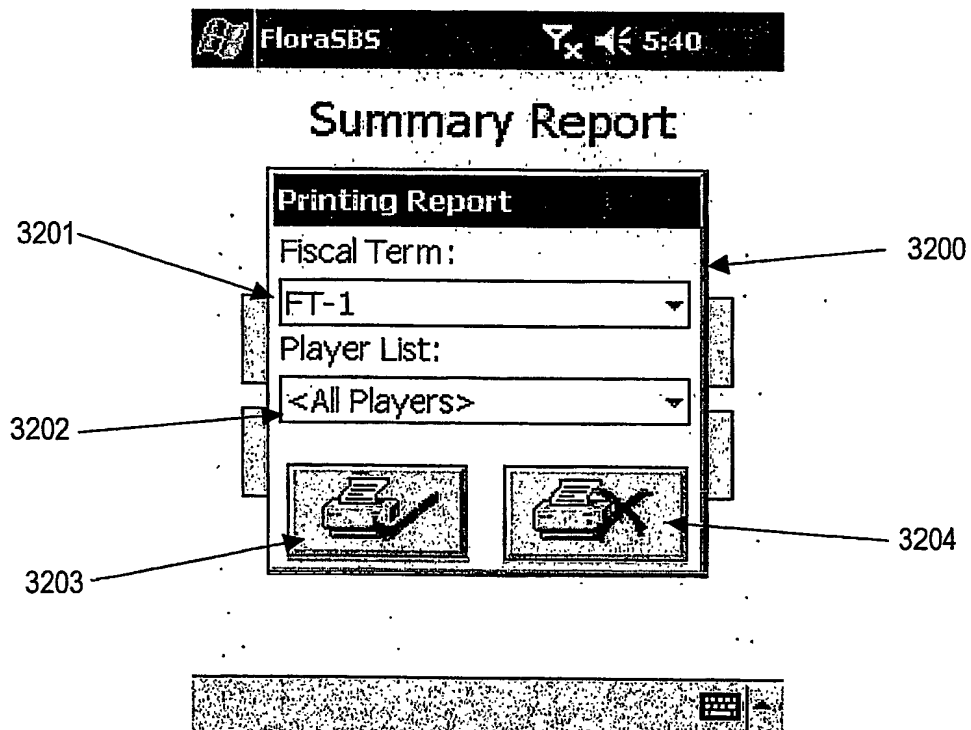 FloraSBS 5:40
Summary Report
Printing Report
3201
Fiscal Term:
3200
FT-1
Player List:
<All Players>
3202
3204
3203